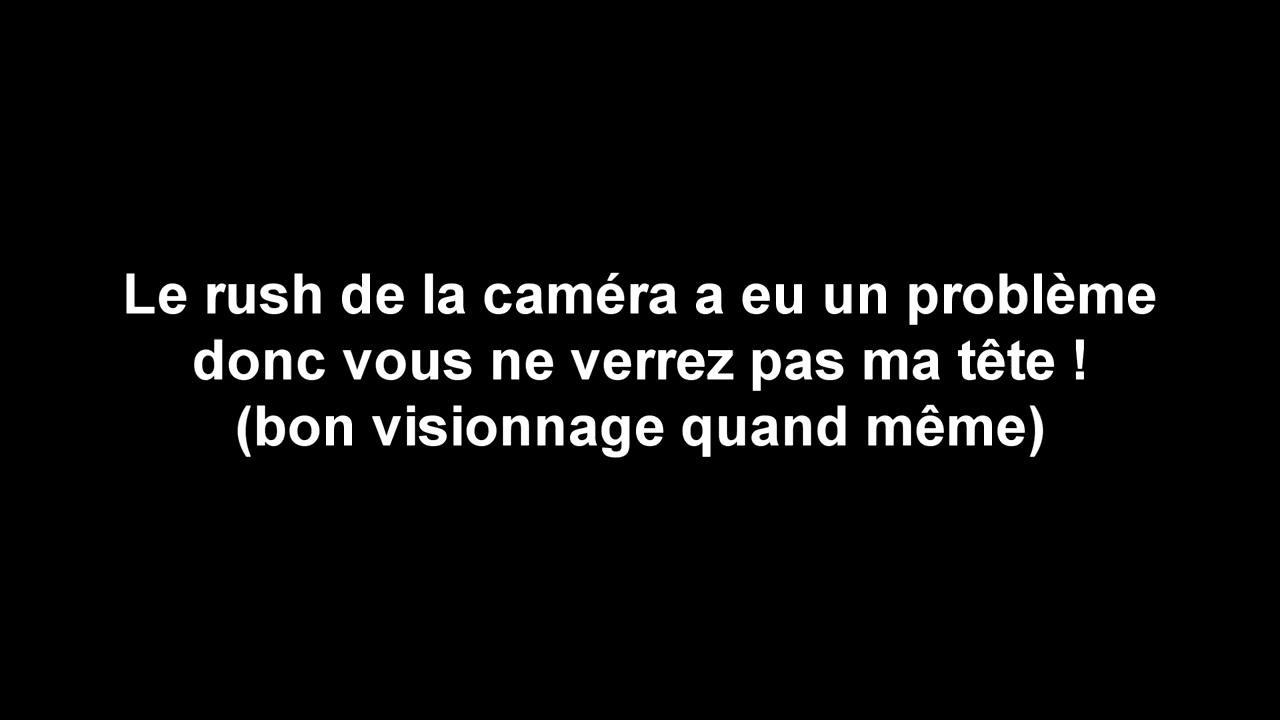 Le rush de la caméra a eu un problème
donc vous ne verrez pas ma tête !
(bon visionnage quand même)